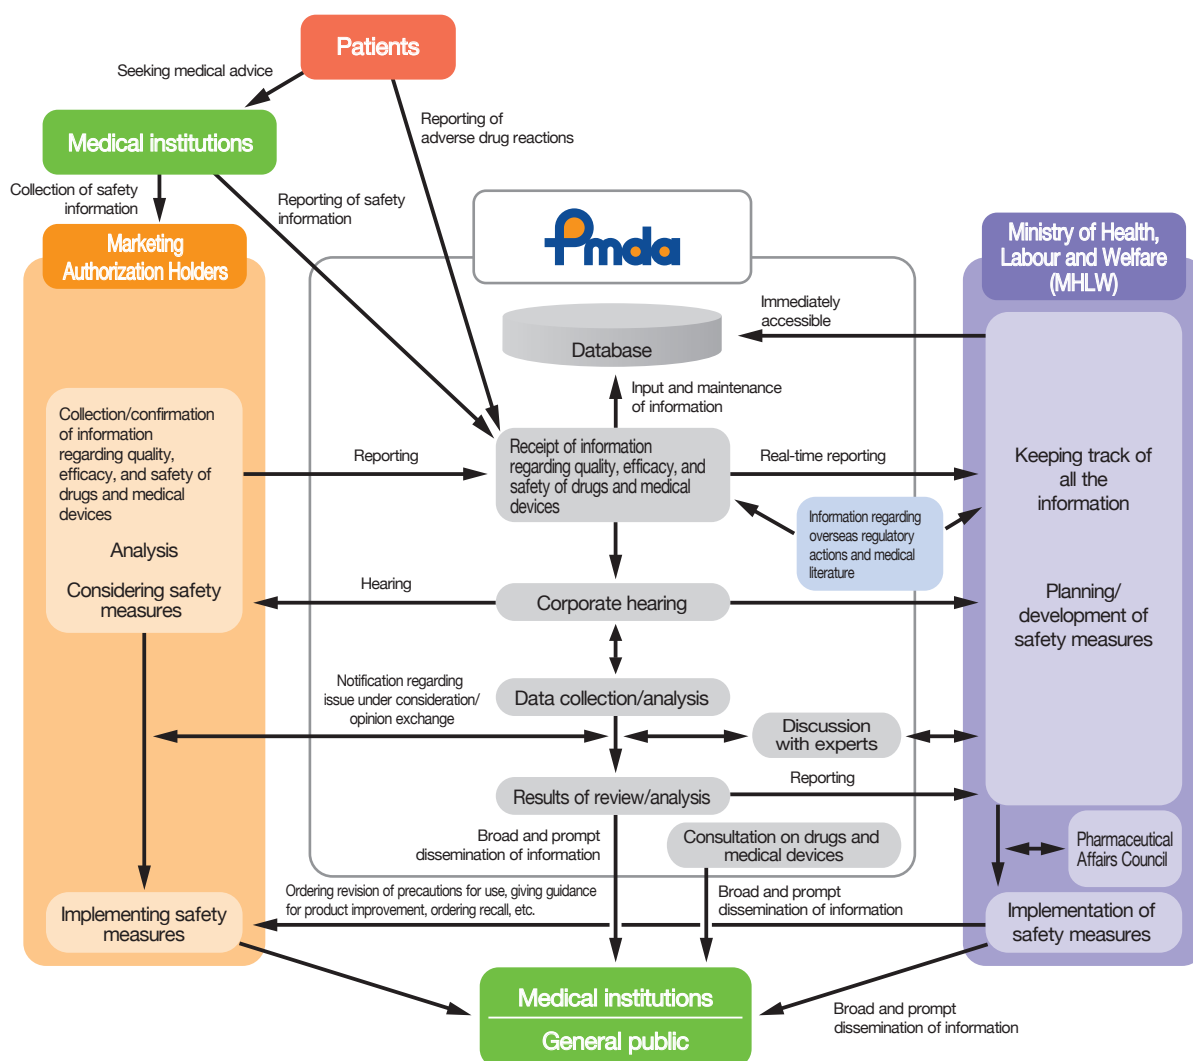 Patients
Seeking medical advice
Medical institutions
Reporting of
adverse drug reactions
Collection of safety
information
Reporting of safety
information
Marketing
Authorization Holders
pmda
Ministry of Health,
Labour and Welfare
(MHLW)
Immediately
accessible
Database
Input and maintenance
of information
Collection/confirmation
of information
regarding quality,
efficacy, and safety of
drugs and medical
devices
Analysis
Considering safety
measures
Reporting
Receipt of information
regarding quality, efficacy, and
safety of drugs and medical
devices
Real-time reporting
Keeping track of
all the
information
Information regarding
overseas regulatory
actions and medical
literature
Hearing
Corporate hearing
Planning/
development of
safety measures
Notification regarding
issue under consideration/
opinion exchange
Data collection/analysis
Discussion
with experts
Results of review/analysis
Reporting
Broad and prompt
dissemination of information
Consultation on drugs and
medical devices
Pharmaceutical
Affairs Council
Ordering revision of precautions for use, giving guidance
for product improvement, ordering recall, etc.
Broad and prompt
dissemination of information
Implementing safety
measures
Implementation of
safety measures
Medical institutions
General public
Broad and prompt
dissemination of information